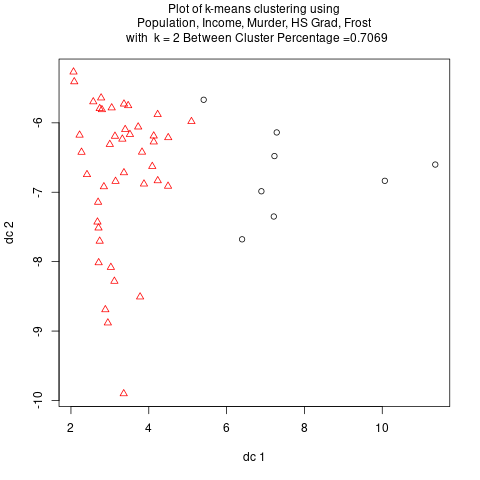 Plot of k-means clustering using
Population, Income, Murder, HS Grad, Frost
with k = 2 Between Cluster Percentage =0.7069
-6
-7
-8
-9
-10
dc 2
2 4 6 8 10
dc 1